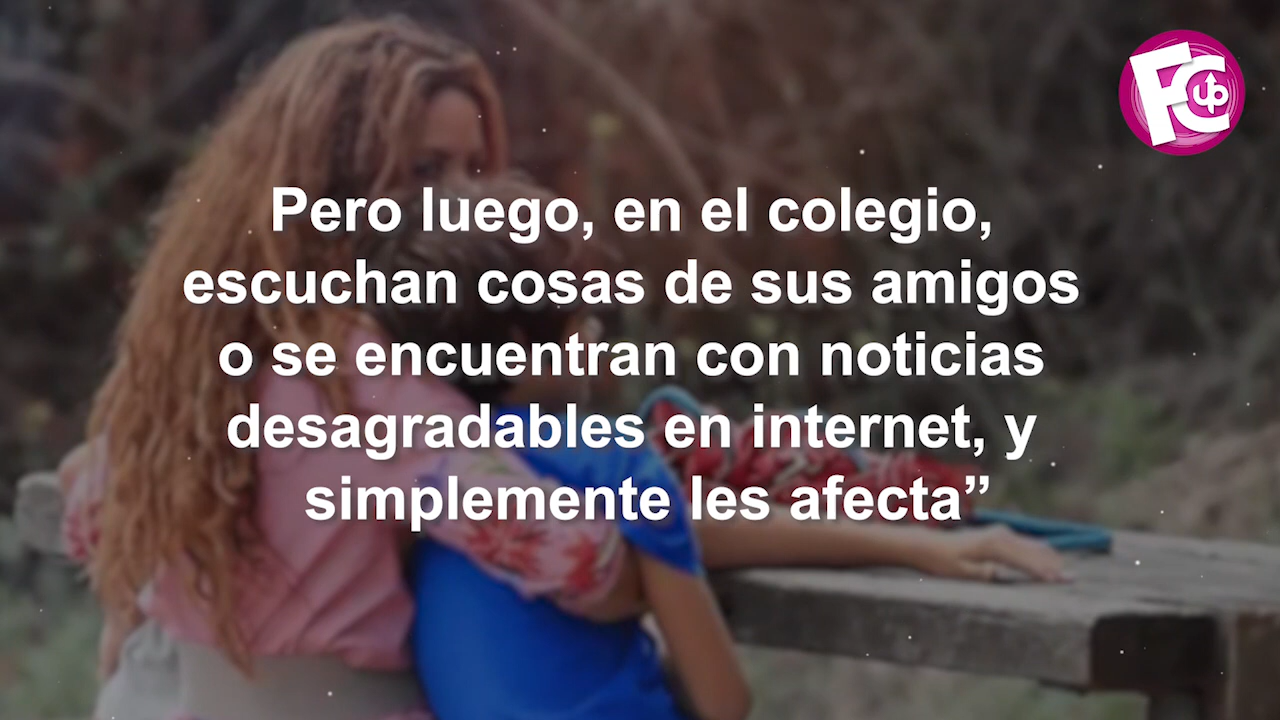 FC up
Pero luego, en el colegio,
escuchan cosas de sus amigos
o se encuentran con noticias
desagradables en internet, y
simplemente les afecta”